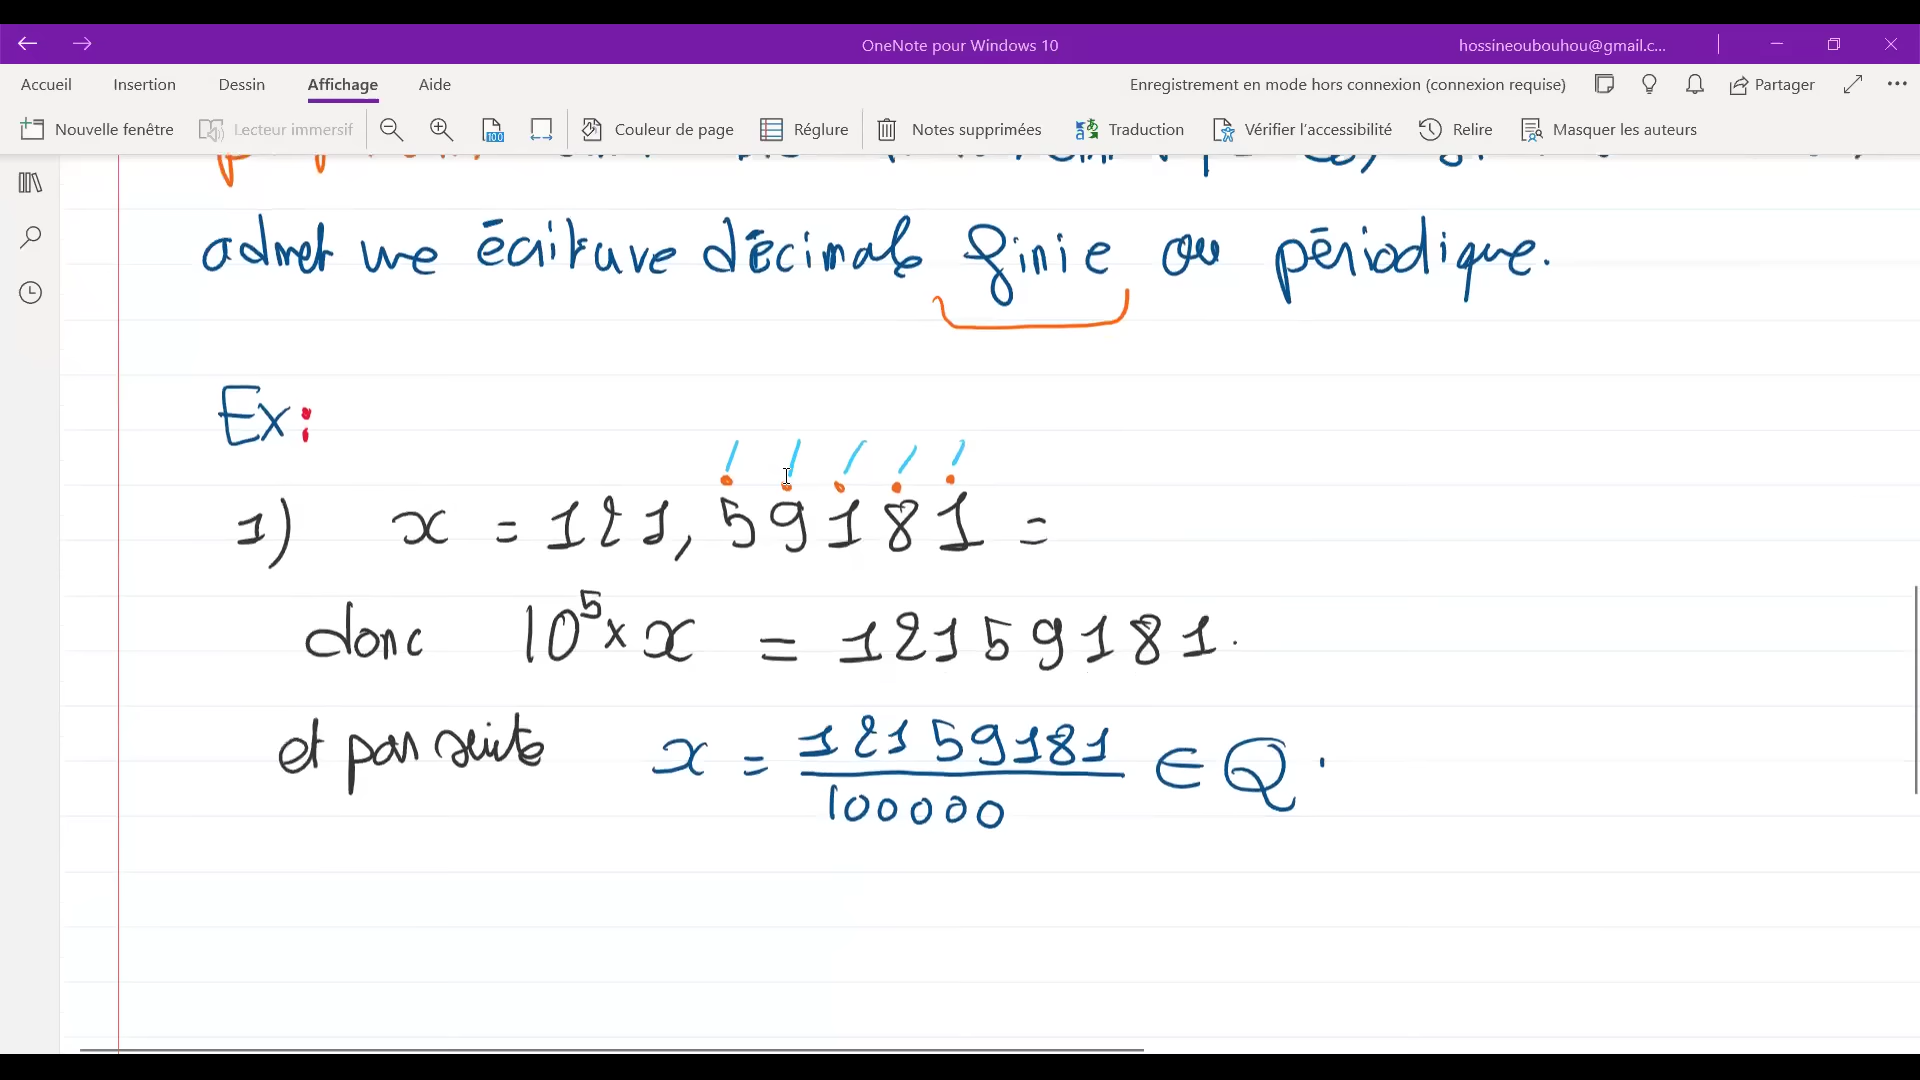 OneNote pour Windows 10
hossineoubouhou@gmail.c...
Accueil Insertion Dessin Affichage Aide
Enregistrement en mode hors connexion (connexion requise) Partager
Nouvelle fenêtre Lecteur immersif Couleur de page Réglure Notes supprimées Traduction Vérifier l'accessibilité Relire Masquer les auteurs
admet une écriture décimale finie ou périodique.
Ex:
1) x = 121,59181 =
donc 10⁵ × x = 12159181.
et par suite x = 12159181/100000 ∈ Q.